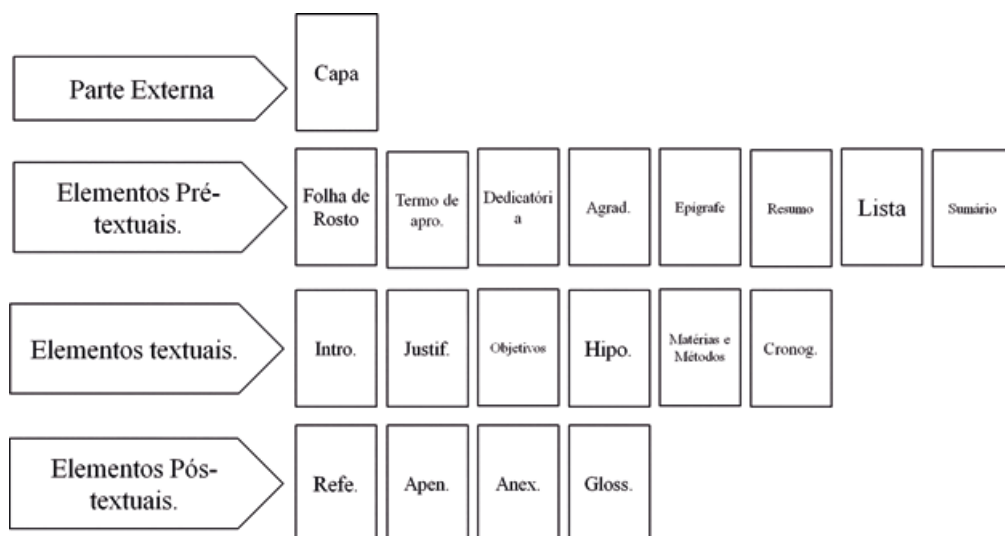 Parte Externa
Capa
Elementos Pré-
textuais.
Folha de
Rosto
Termo de
apro.
Dedicatóri
a
Agrad.
Epigrafe
Resumo
Lista
Sumário
Elementos textuais.
Intro.
Justif.
Objetivos
Hipo.
Matérias e
Métodos
Cronog.
Elementos Pós-
textuais.
Refe.
Apen.
Anex.
Gloss.